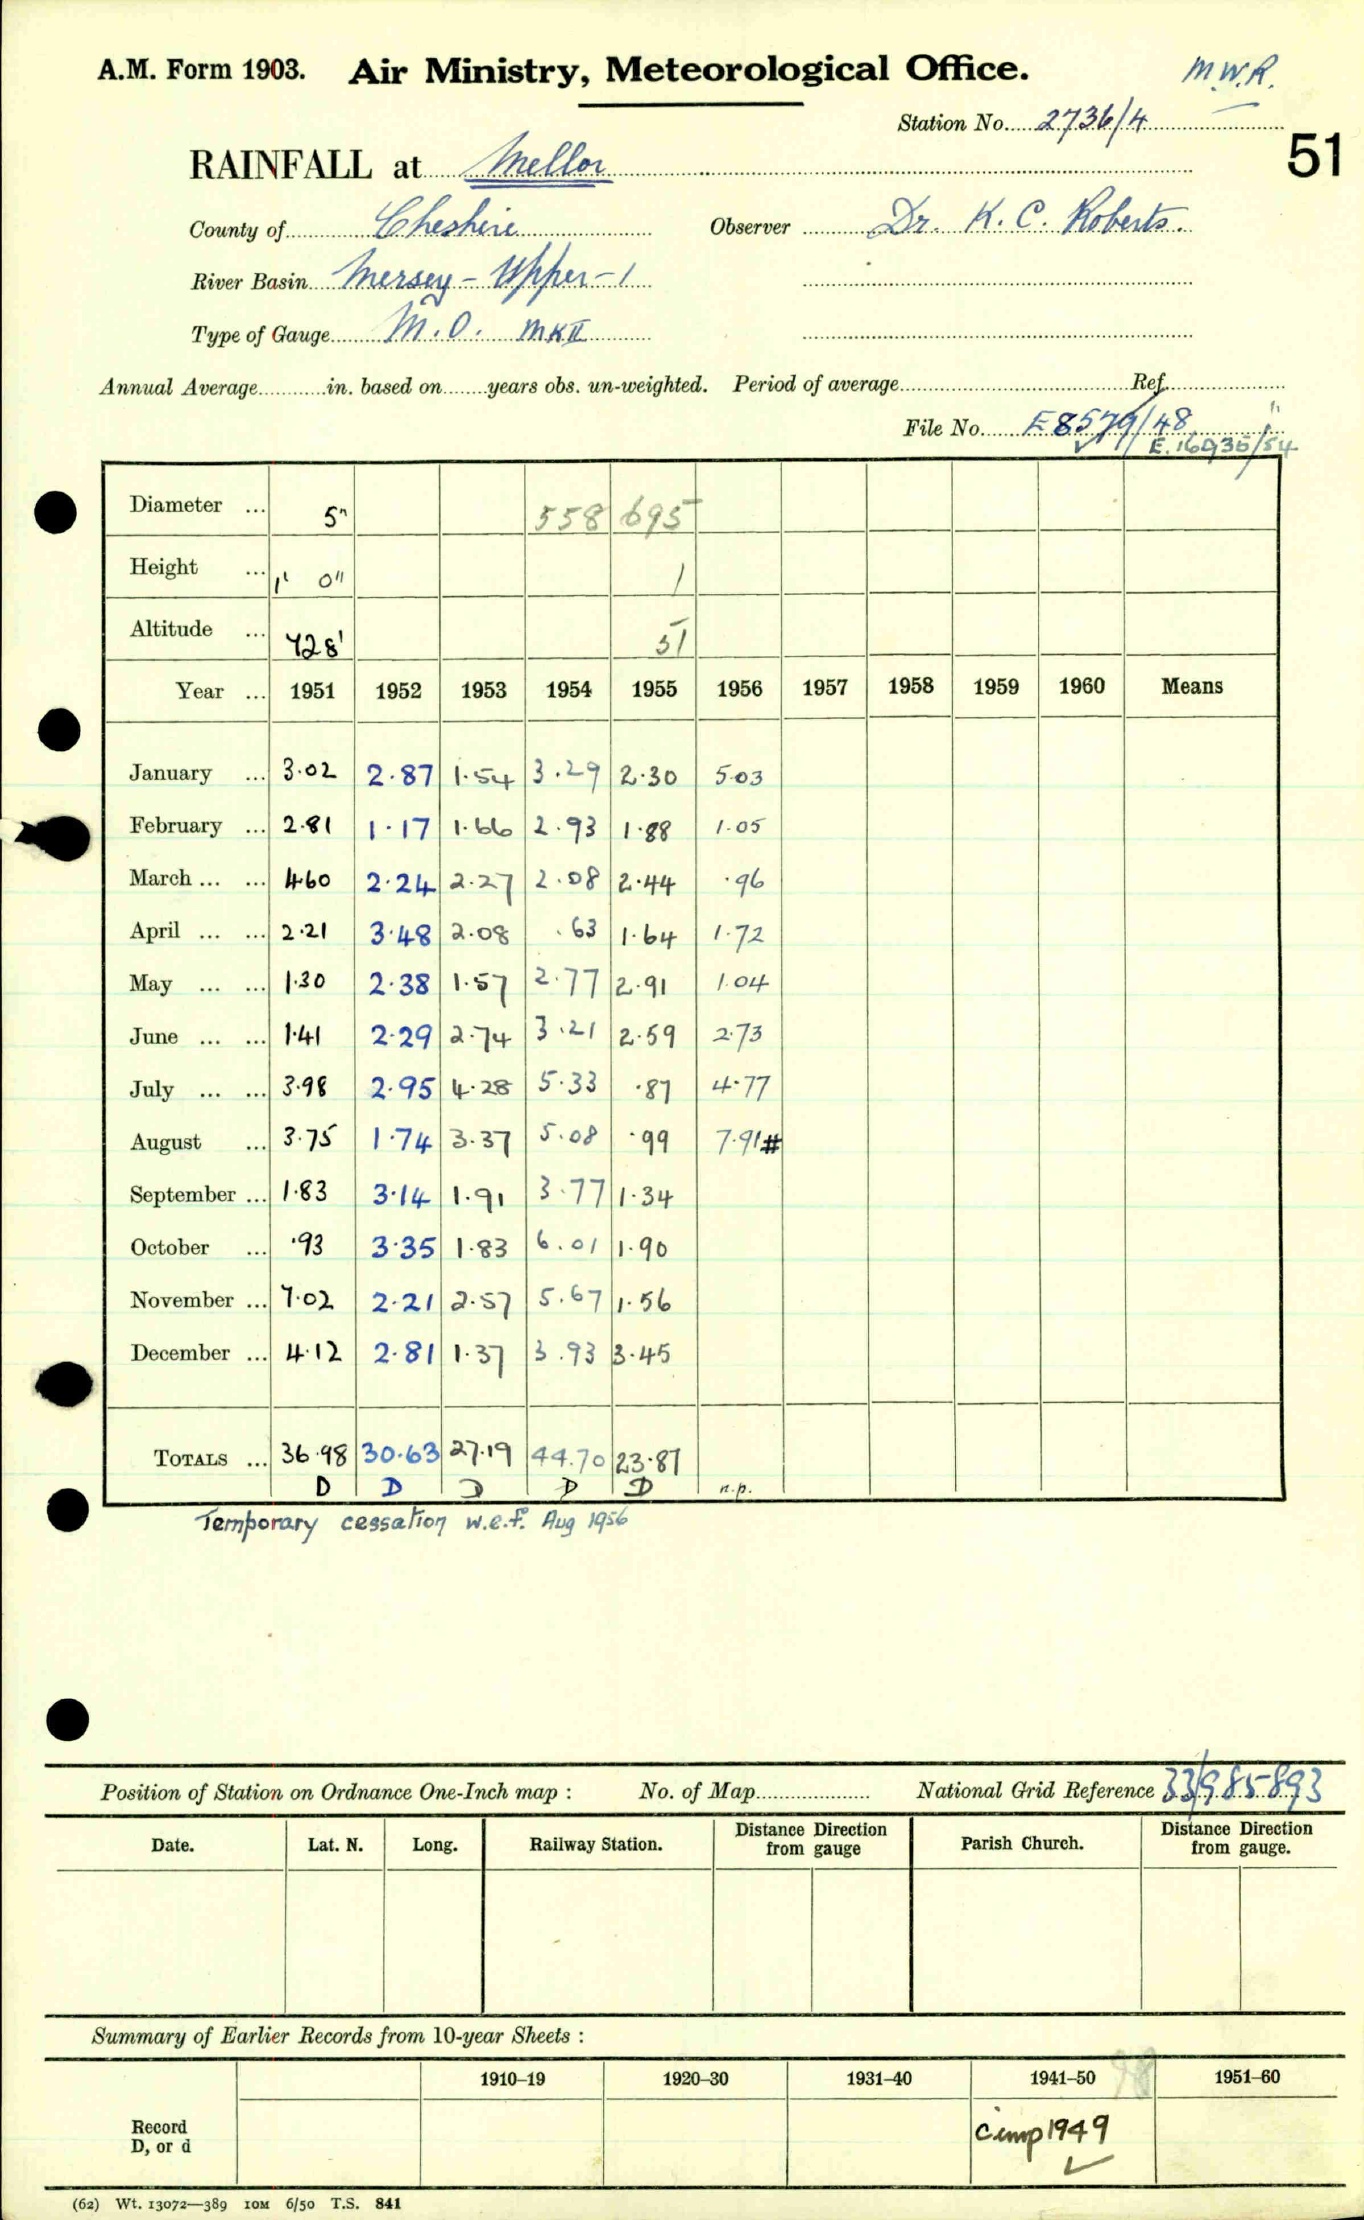 A.M. Form 1903. Air Ministry, Meteorological Office. M.W.R.
Station No. 2736/4
51
RAINFALL at Mellor
County of Cheshire Observer Dr. K. C. Roberts.
River Basin Mersey - Upper - 1
Type of Gauge M.O. MK II
Annual Average in. based on years obs. un-weighted. Period of average Ref.
File No. E8579/48
E.16935/54
Diameter ... 5" 558 695
Height ... 1' 0" 1
Altitude ... 728' 51
Year ... 1951 1952 1953 1954 1955 1956 1957 1958 1959 1960 Means
January ... 3.02 2.87 1.54 3.29 2.30 5.03
February ... 2.81 1.17 1.66 2.93 1.88 1.05
March ... ... 4.60 2.24 2.27 2.08 2.44 .96
April ... ... 2.21 3.48 2.08 .63 1.64 1.72
May ... ... 1.30 2.38 1.57 2.77 2.91 1.04
June ... ... 1.41 2.29 2.74 3.21 2.59 2.73
July ... ... 3.98 2.95 4.28 5.33 .87 4.77
August ... 3.75 1.74 3.37 5.08 .99 7.91#
September ... 1.83 3.14 1.91 3.77 1.34
October ... .93 3.35 1.83 6.01 1.90
November ... 7.02 2.21 2.57 5.67 1.56
December ... 4.12 2.81 1.37 3.93 3.45
TOTALS ... 36.98 30.63 27.19 44.70 23.87
D D D D D n.p.
Temporary cessation w.e.f. Aug 1956
Position of Station on Ordnance One-Inch map : No. of Map National Grid Reference 33/985893
Date. Lat. N. Long. Railway Station. Distance Direction from gauge Parish Church. Distance Direction from gauge.
Summary of Earlier Records from 10-year Sheets :
1910–19 1920–30 1931–40 1941–50 1951–60
Record
D, or d
1949
(62) Wt. 13072—389 10M 6/50 T.S. 841